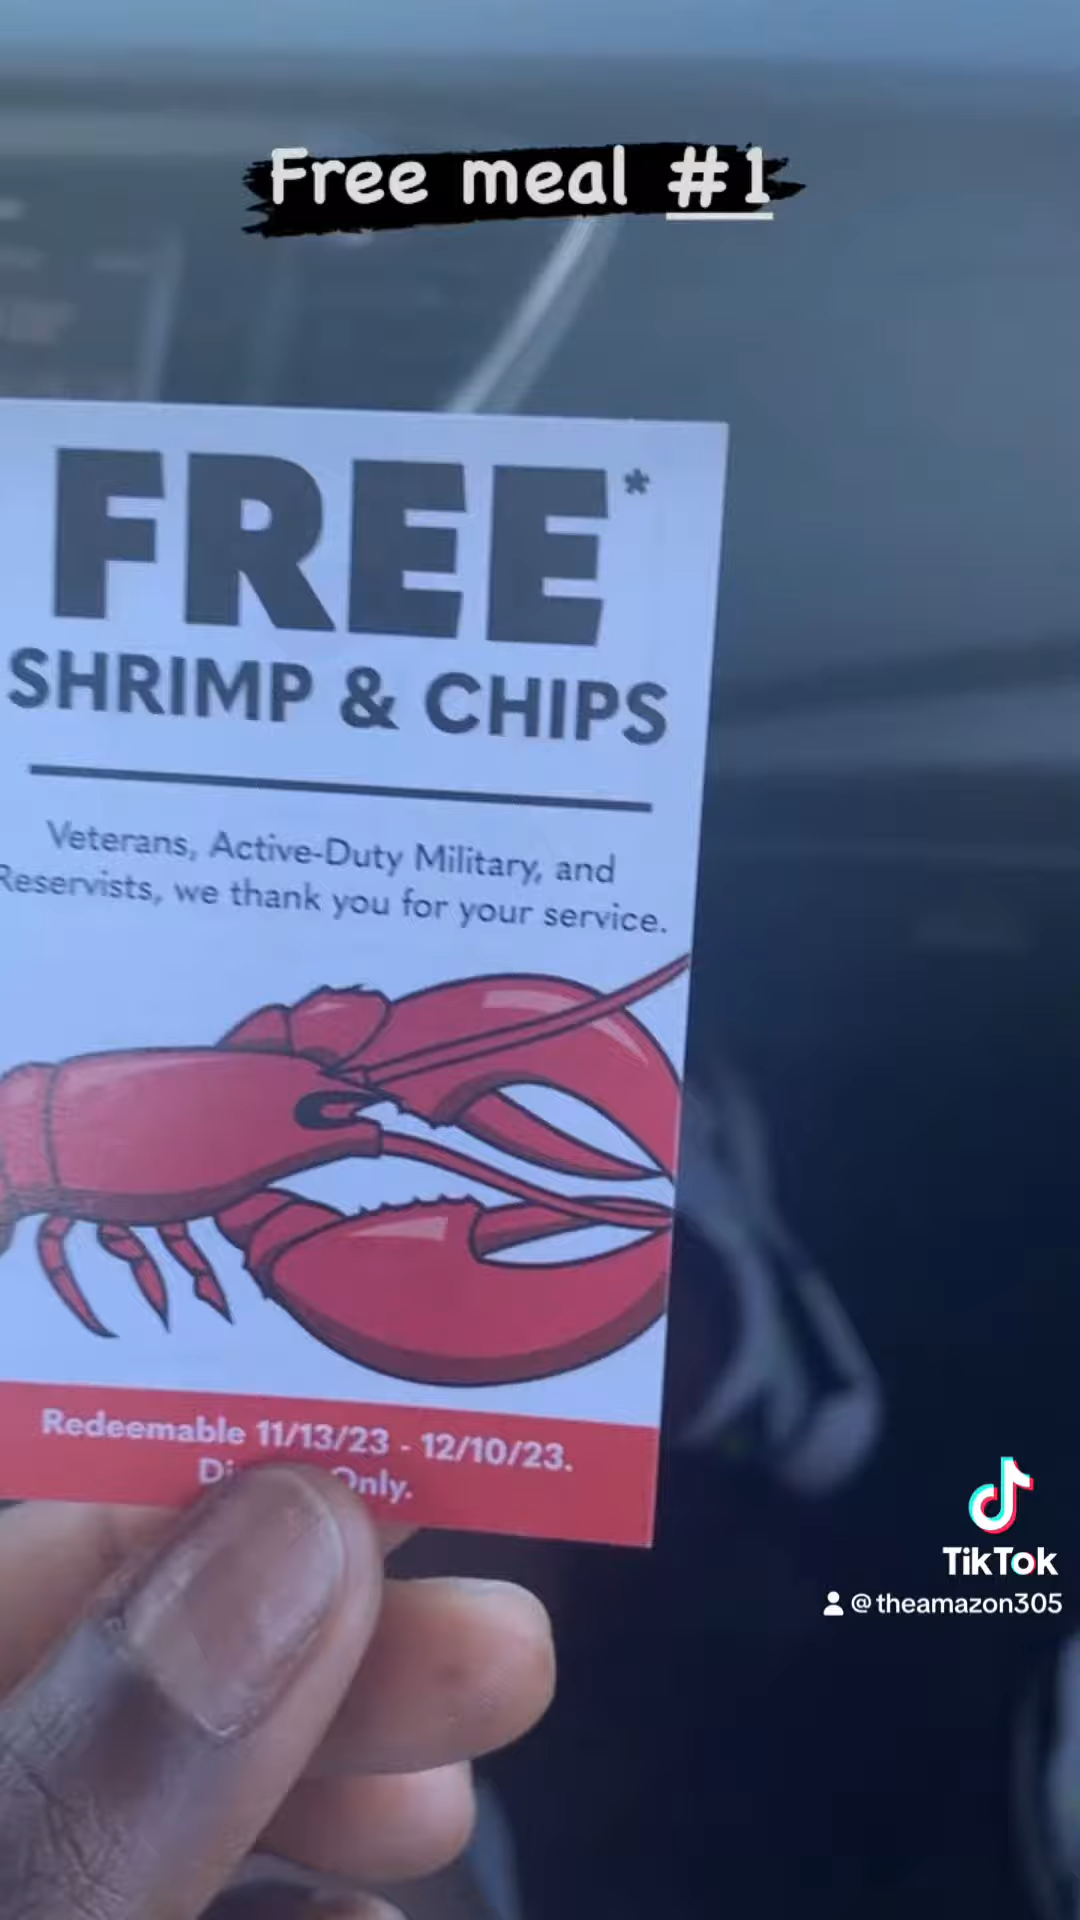 Free meal #1
FREE*
SHRIMP & CHIPS
Veterans, Active-Duty Military, and
Reservists, we thank you for your service.
Redeemable 11/13/23 - 12/10/23.
Only.
TikTok
@theamazon305